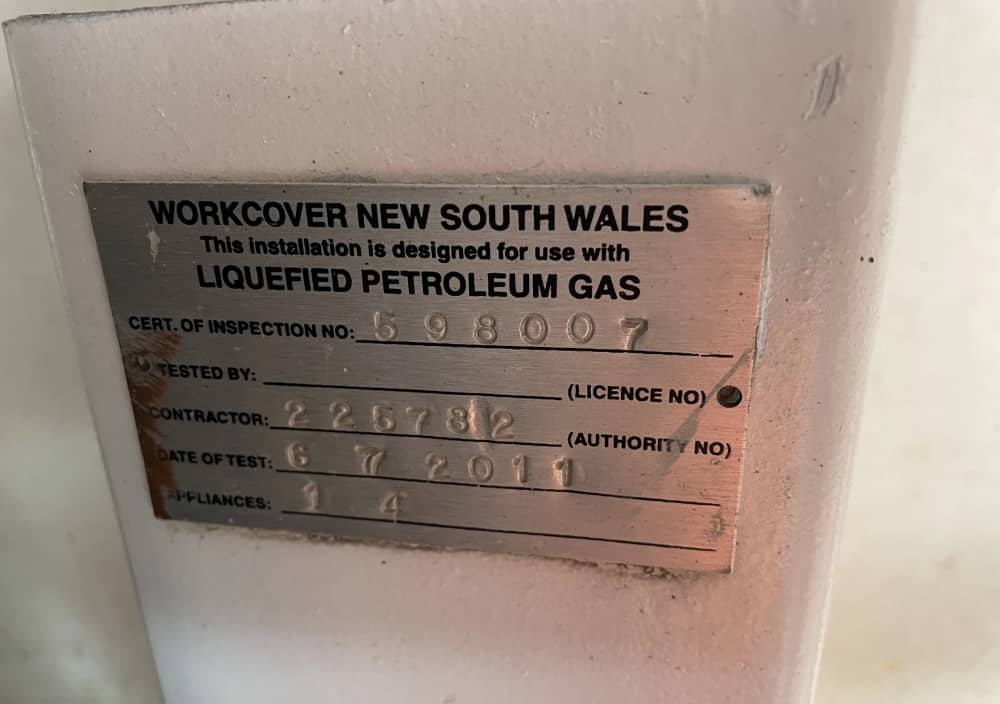 WORKCOVER NEW SOUTH WALES
This installation is designed for use with
LIQUEFIED PETROLEUM GAS
CERT. OF INSPECTION NO: 598007
TESTED BY: (LICENCE NO)
CONTRACTOR: 225782 (AUTHORITY NO)
DATE OF TEST: 6 7 2011
APPLIANCES: 1 4